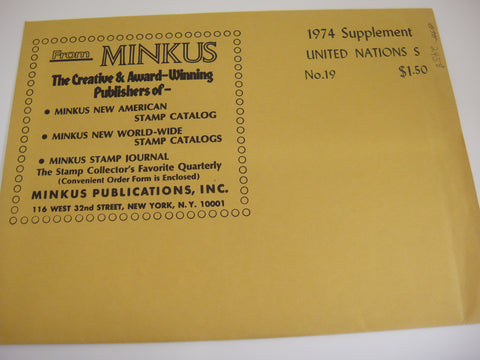 From MINKUS
The Creative & Award-Winning
Publishers of-
• MINKUS NEW AMERICAN
STAMP CATALOG
• MINKUS NEW WORLD-WIDE
STAMP CATALOGS
• MINKUS STAMP JOURNAL
The Stamp Collector's Favorite Quarterly
(Convenient Order Form is Enclosed)
MINKUS PUBLICATIONS, INC.
116 WEST 32nd STREET, NEW YORK, N.Y. 10001
1974 Supplement
UNITED NATIONS S
No.19 $1.50